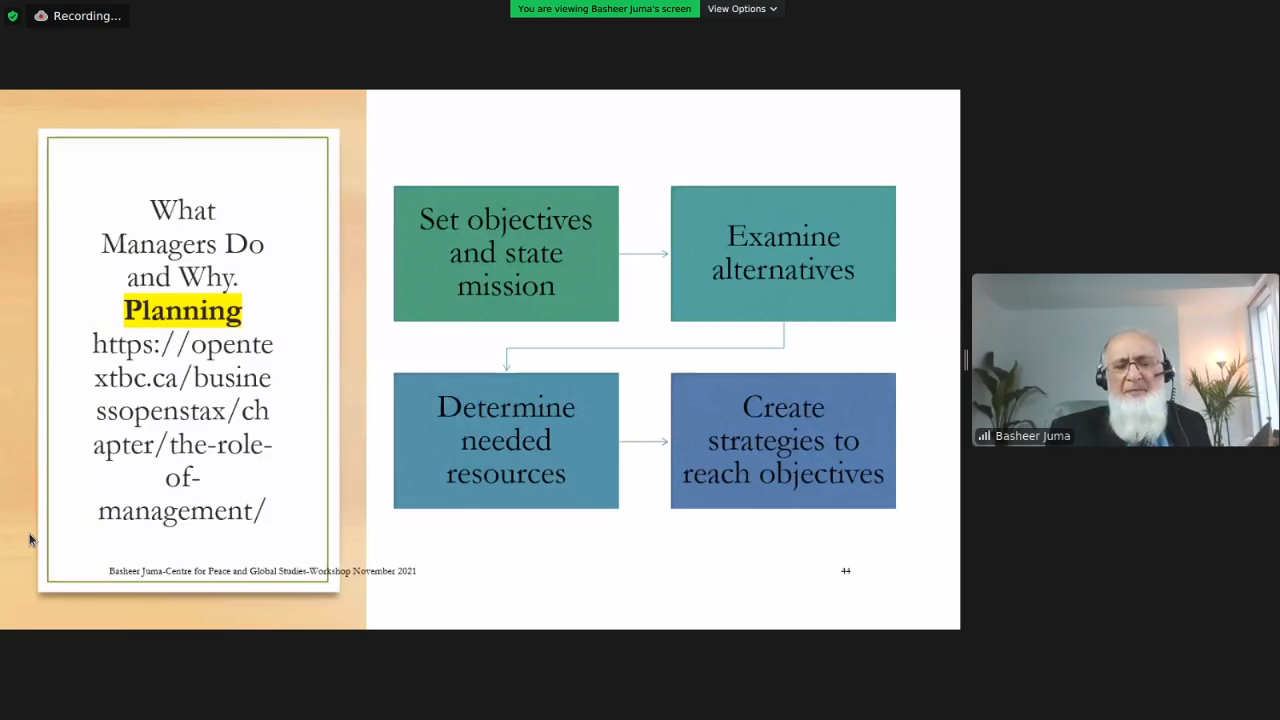 Recording...
You are viewing Basheer Juma's screen
View Options
What
Managers Do
and Why.
Planning
https://opente
xtbc.ca/busine
ssopenstax/ch
apter/the-role-
of-
management/
Set objectives
and state
mission
Examine
alternatives
Determine
needed
resources
Create
strategies to
reach objectives
Basheer Juma-Centre for Peace and Global Studies-Workshop November 2021
44
Basheer Juma